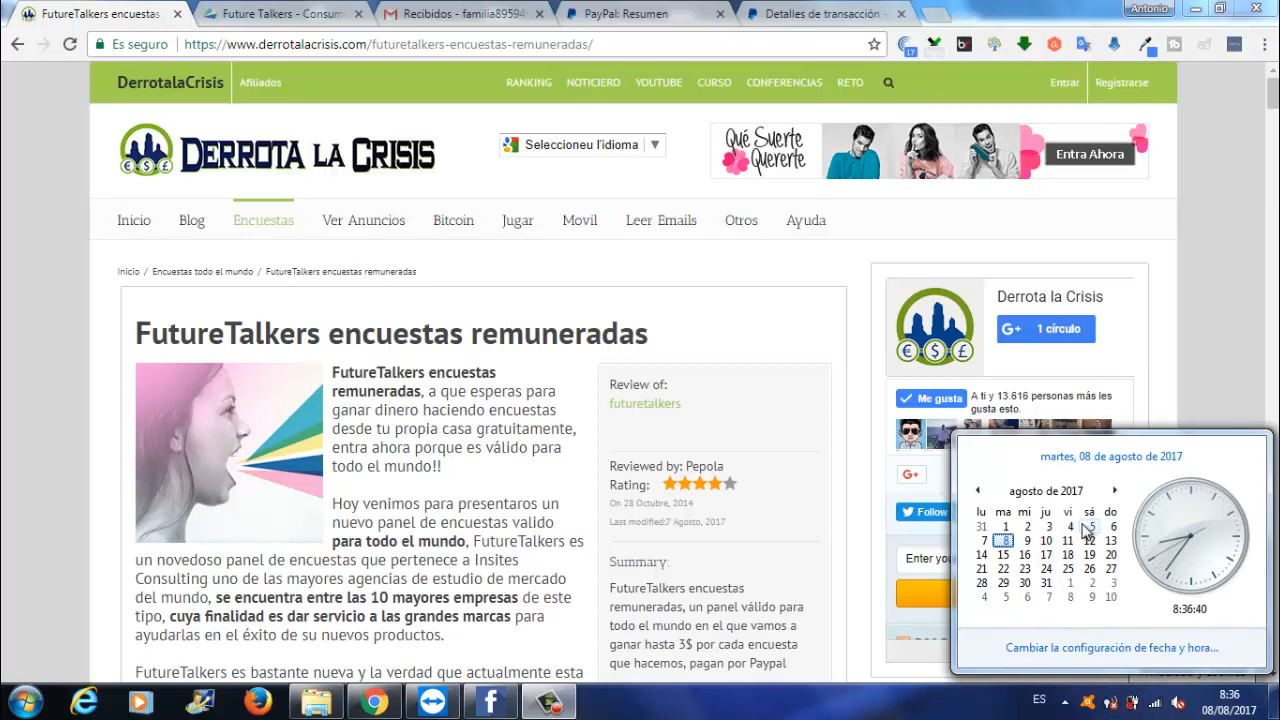 FutureTalkers encuestas
Future Talkers - Consum
Recibidos - familia89594
PayPal: Resumen
Detalles de transacción -
Antonio
Es seguro
https://www.derrotalacrisis.com/futuretalkers-encuestas-remuneradas/
17
DerrotalaCrisis
Afiliados
RANKING
NOTICIERO
YOUTUBE
CURSO
CONFERENCIAS
RETO
Entrar
Registrarse
DERROTA LA CRISIS
Seleccioneu l'idioma
Qué Suerte
Quererte
Entra Ahora
Inicio
Blog
Encuestas
Ver Anuncios
Bitcoin
Jugar
Movil
Leer Emails
Otros
Ayuda
Inicio / Encuestas todo el mundo / FutureTalkers encuestas remuneradas
FutureTalkers encuestas remuneradas
FutureTalkers encuestas
remuneradas, a que esperas para
ganar dinero haciendo encuestas
desde tu propia casa gratuitamente,
entra ahora porque es válido para
todo el mundo!!
Hoy venimos para presentaros un
nuevo panel de encuestas valido
para todo el mundo, FutureTalkers es
un novedoso panel de encuestas que pertenece a Insites
Consulting uno de las mayores agencias de estudio de mercado
del mundo, se encuentra entre las 10 mayores empresas de este
tipo, cuya finalidad es dar servicio a las grandes marcas para
ayudarlas en el éxito de su nuevos productos.
FutureTalkers es bastante nueva y la verdad que actualmente esta
Review of:
futuretalkers
Reviewed by: Pepola
Rating:
On 28 Octubre, 2014
Last modified:7 Agosto, 2017
Summary:
FutureTalkers encuestas
remuneradas, un panel válido para
todo el mundo en el que vamos a
ganar hasta 3$ por cada encuesta
que hacemos, pagan por Paypal
Derrota la Crisis
G+ 1 círculo
Me gusta
A ti y 13.616 personas más les
gusta esto.
G+
Follow
Enter you
martes, 08 de agosto de 2017
agosto de 2017
lu ma mi ju vi sá do
31 1 2 3 4 5 6
7 8 9 10 11 12 13
14 15 16 17 18 19 20
21 22 23 24 25 26 27
28 29 30 31 1 2 3
4 5 6 7 8 9 10
8:36:40
Cambiar la configuración de fecha y hora...
ES
8:36
08/08/2017